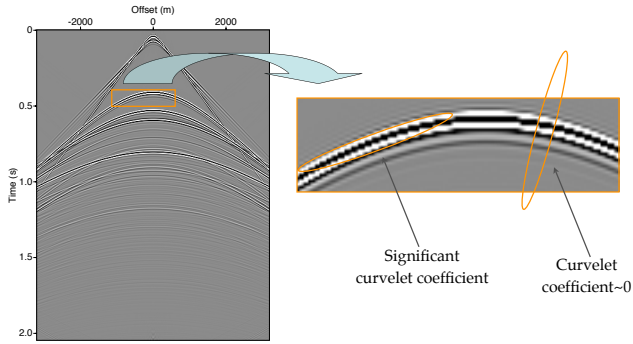 Offset (m)
-2000 0 2000
0
0.5
1.0
1.5
2.0
Time (s)
Significant
curvelet coefficient
Curvelet
coefficient~0